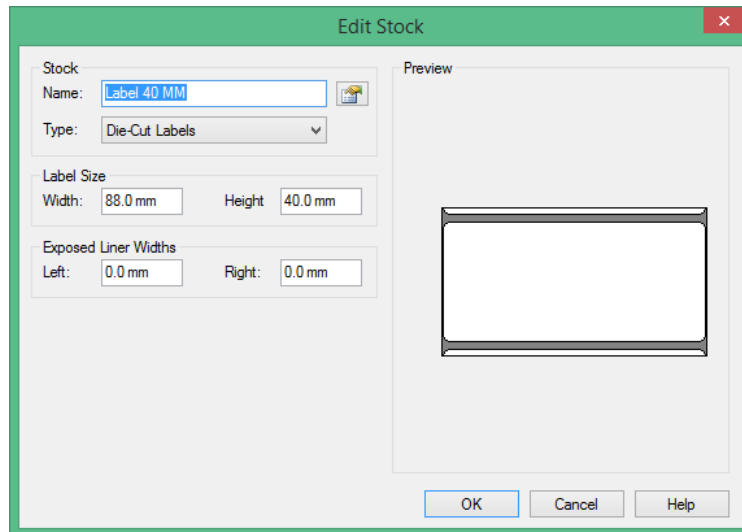 Edit Stock
Stock
Name: Label 40 MM
Type: Die-Cut Labels
Label Size
Width: 88.0 mm Height 40.0 mm
Exposed Liner Widths
Left: 0.0 mm Right: 0.0 mm
Preview
OK Cancel Help